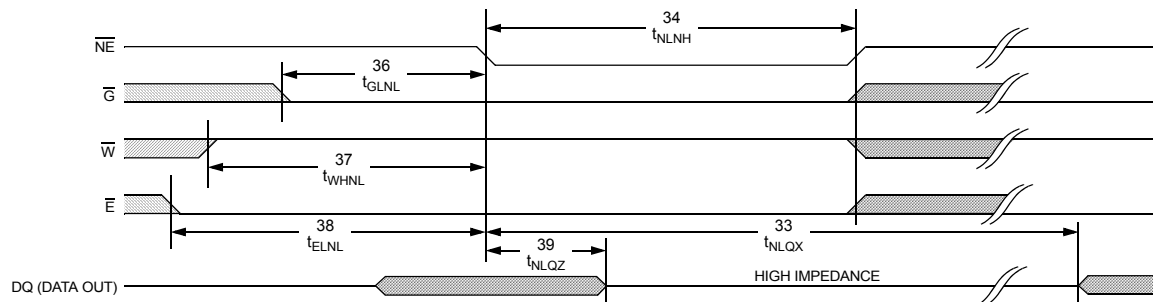 34
NE
tNLNH
36
G
tGLNL
W
37
tWHNL
E
38
33
tELNL
tNLQX
39
tNLQZ
HIGH IMPEDANCE
DQ (DATA OUT)